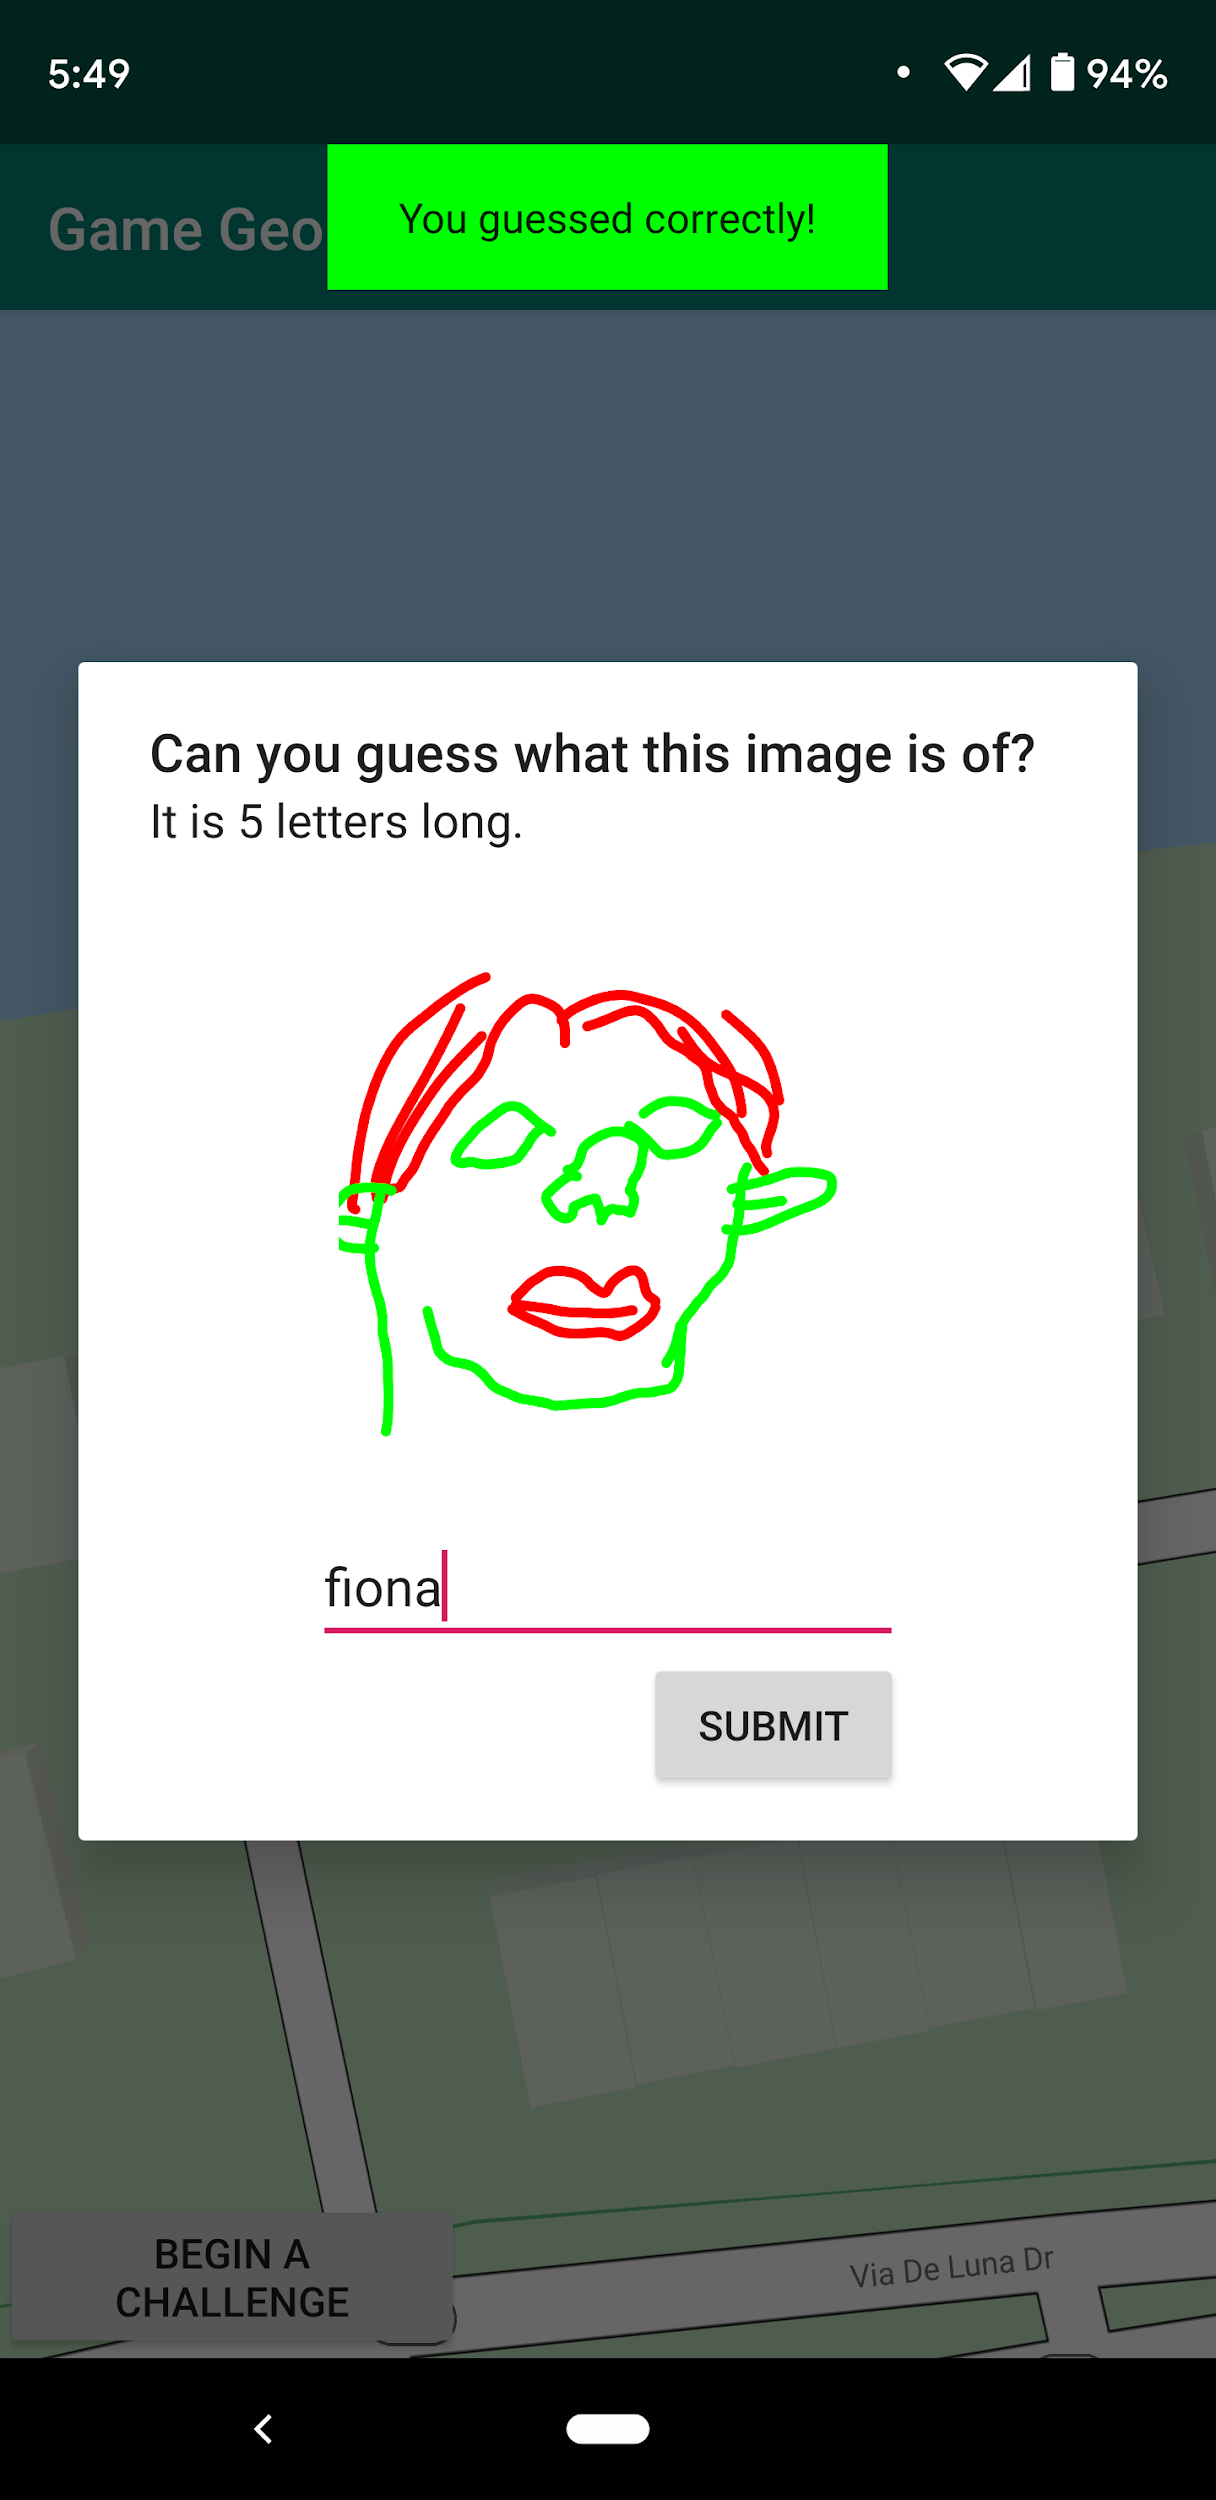 5:49
94%
Game Geo
You guessed correctly!
Can you guess what this image is of?
It is 5 letters long.
fiona
SUBMIT
BEGIN A
CHALLENGE
Via De Luna Dr